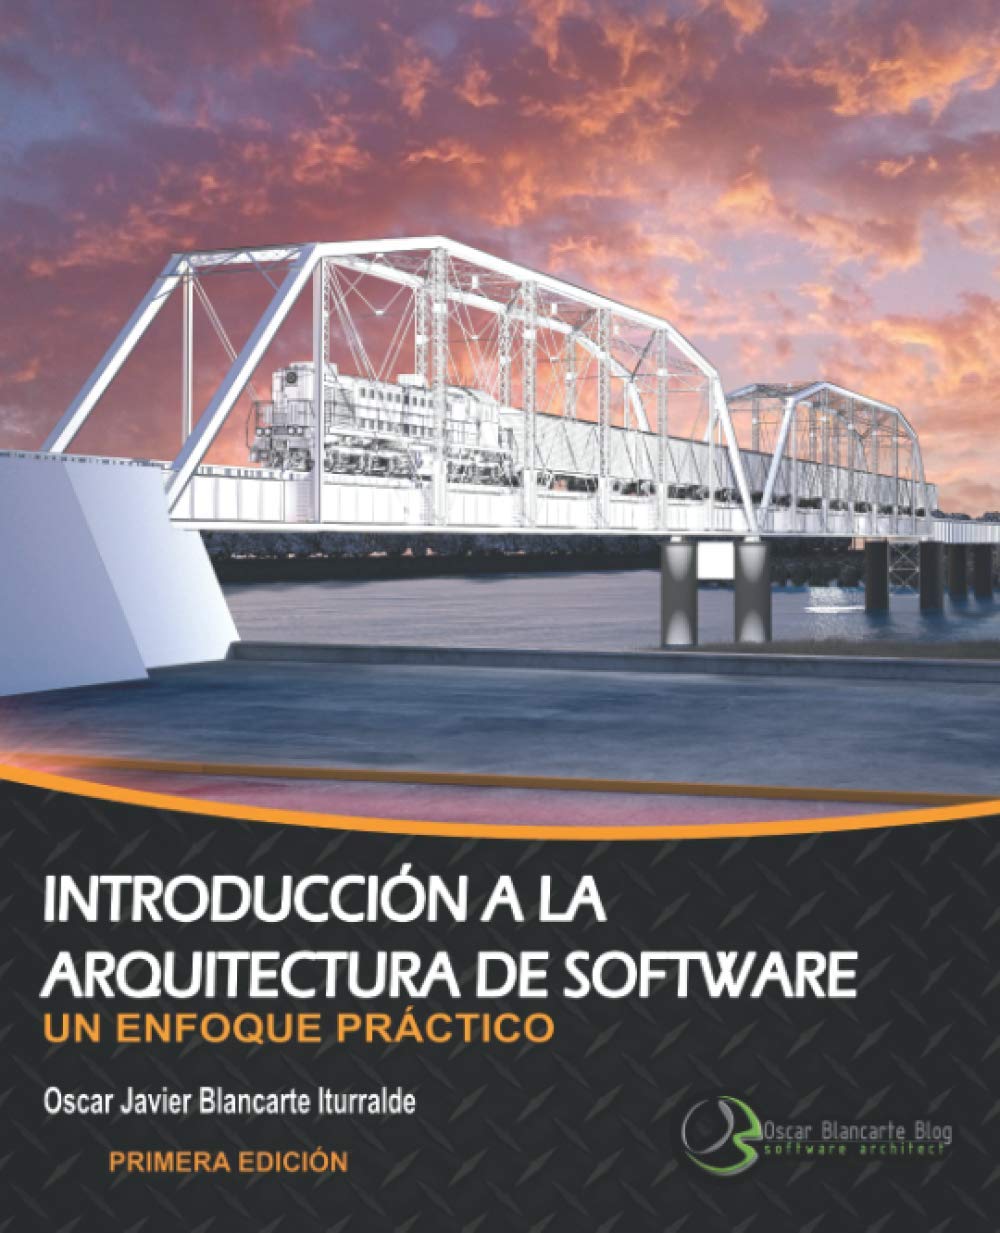 INTRODUCCIÓN A LA
ARQUITECTURA DE SOFTWARE
UN ENFOQUE PRÁCTICO
Oscar Javier Blancarte Iturralde
PRIMERA EDICIÓN
Oscar Blancarte Blog
software architect